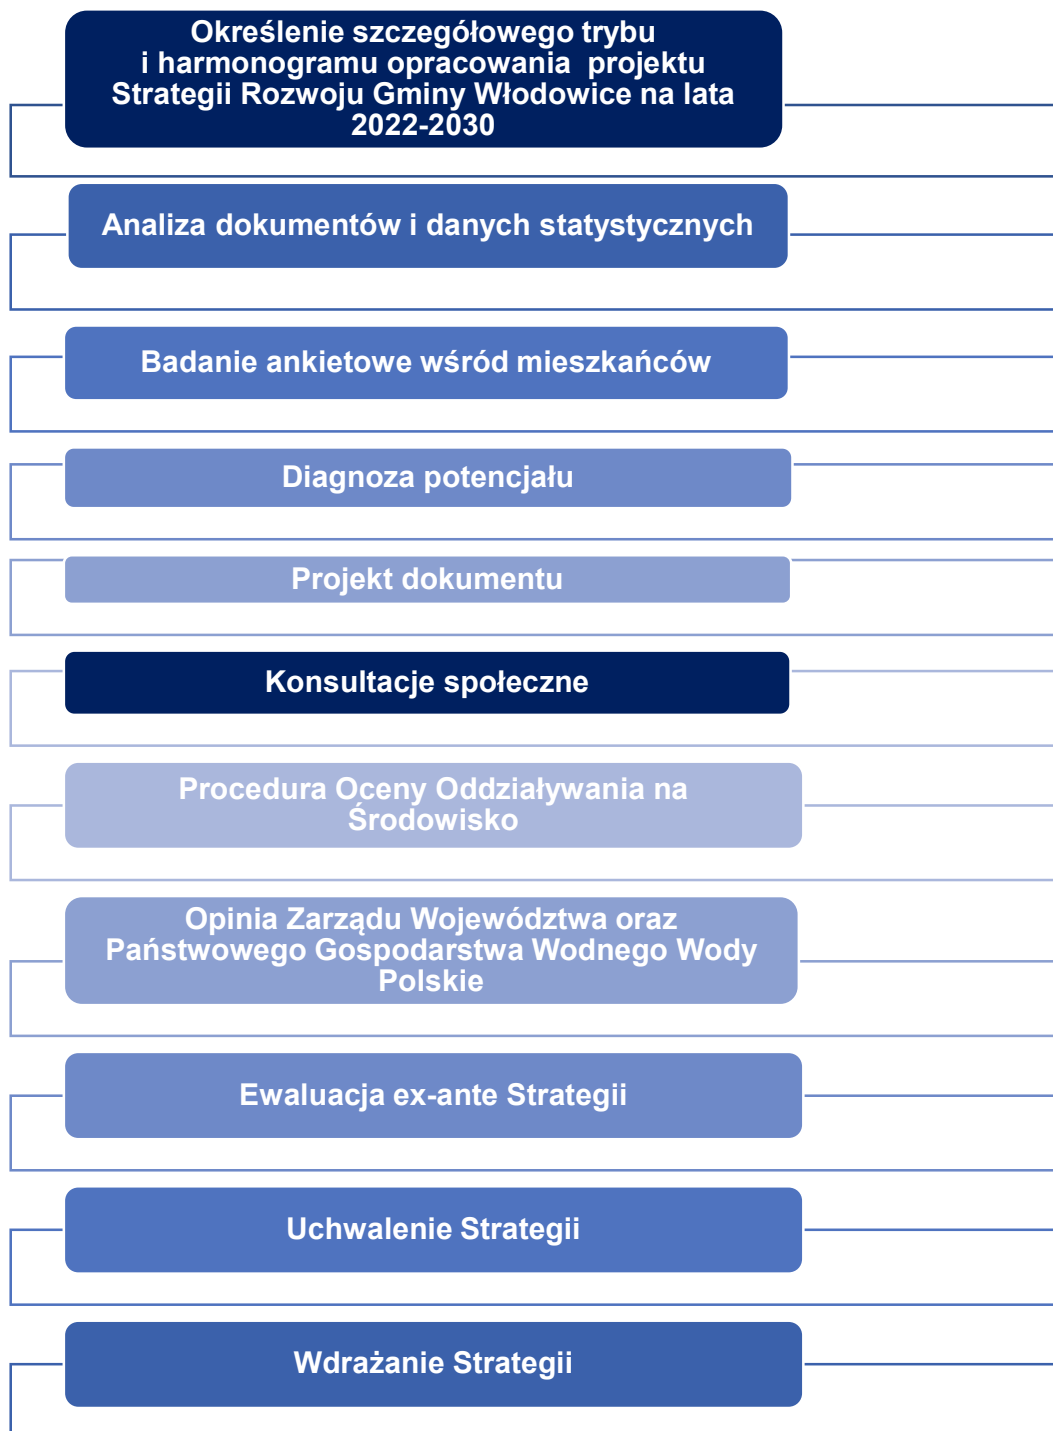 Określenie szczegółowego trybu
i harmonogramu opracowania projektu
Strategii Rozwoju Gminy Włodowice na lata
2022-2030
Analiza dokumentów i danych statystycznych
Badanie ankietowe wśród mieszkańców
Diagnoza potencjału
Projekt dokumentu
Konsultacje społeczne
Procedura Oceny Oddziaływania na
Środowisko
Opinia Zarządu Województwa oraz
Państwowego Gospodarstwa Wodnego Wody
Polskie
Ewaluacja ex-ante Strategii
Uchwalenie Strategii
Wdrażanie Strategii